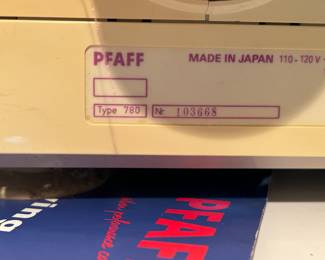 PFAFF
MADE IN JAPAN 110 - 120 V
Type 780
Nr. 103668
PFAFF